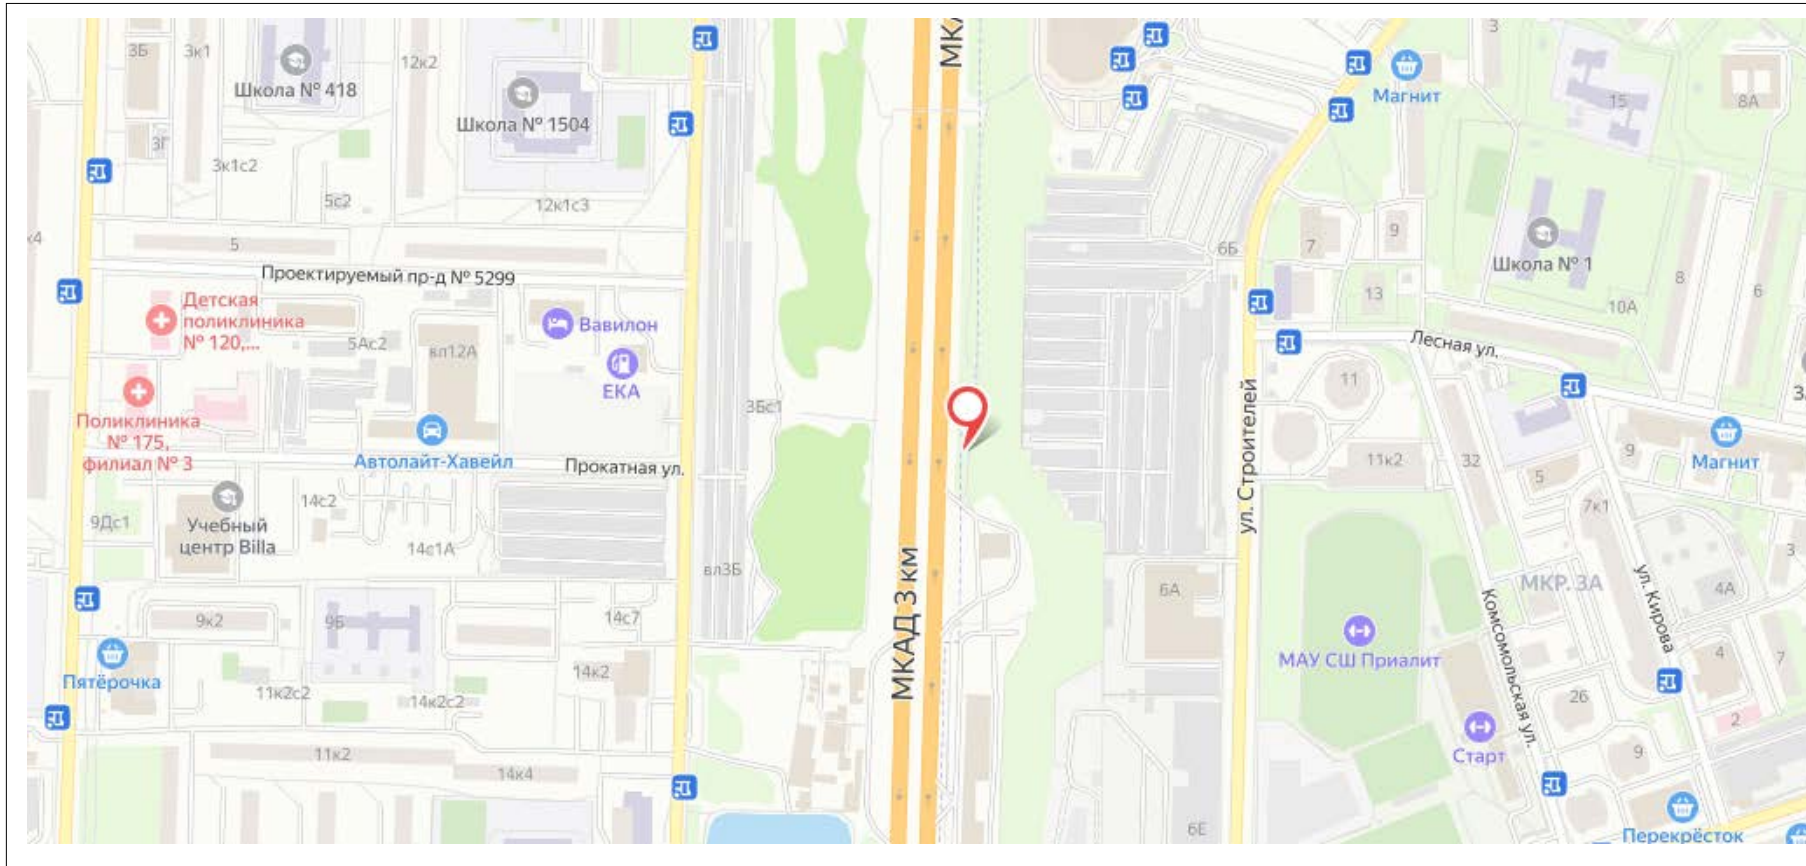 3Б
3к1
12к2
Школа № 418
Школа № 1504
3Г
3к1с2
5с2
12к1с3
к4
5
Проектируемый пр-д № 5299
Детская
поликлиника
№ 120,...
5Ас2
вл12А
Вавилон
ЕКА
Поликлиника
№ 175,
филиал № 3
Автолайт-Хавейл
Прокатная ул.
3Бс1
9Дс1
14с2
Учебный
центр Billa
14с1А
вл3Б
9к2
9Б
14с7
Пятёрочка
11к2с2
14к2с2
14к2
11к2
14к4
МКА
МКАД 3 км
Магнит
3
15
8А
6Б
7
9
Школа № 1
13
8
6
10А
Лесная ул.
ул. Строителей
11
11к2
32
5
9
Магнит
З
7к1
3
6А
МКР. 3А
4А
ул. Кирова
Комсомольская ул.
МАУ СШ Приалит
4
7
26
2
Старт
9
6Е
Перекрёсток